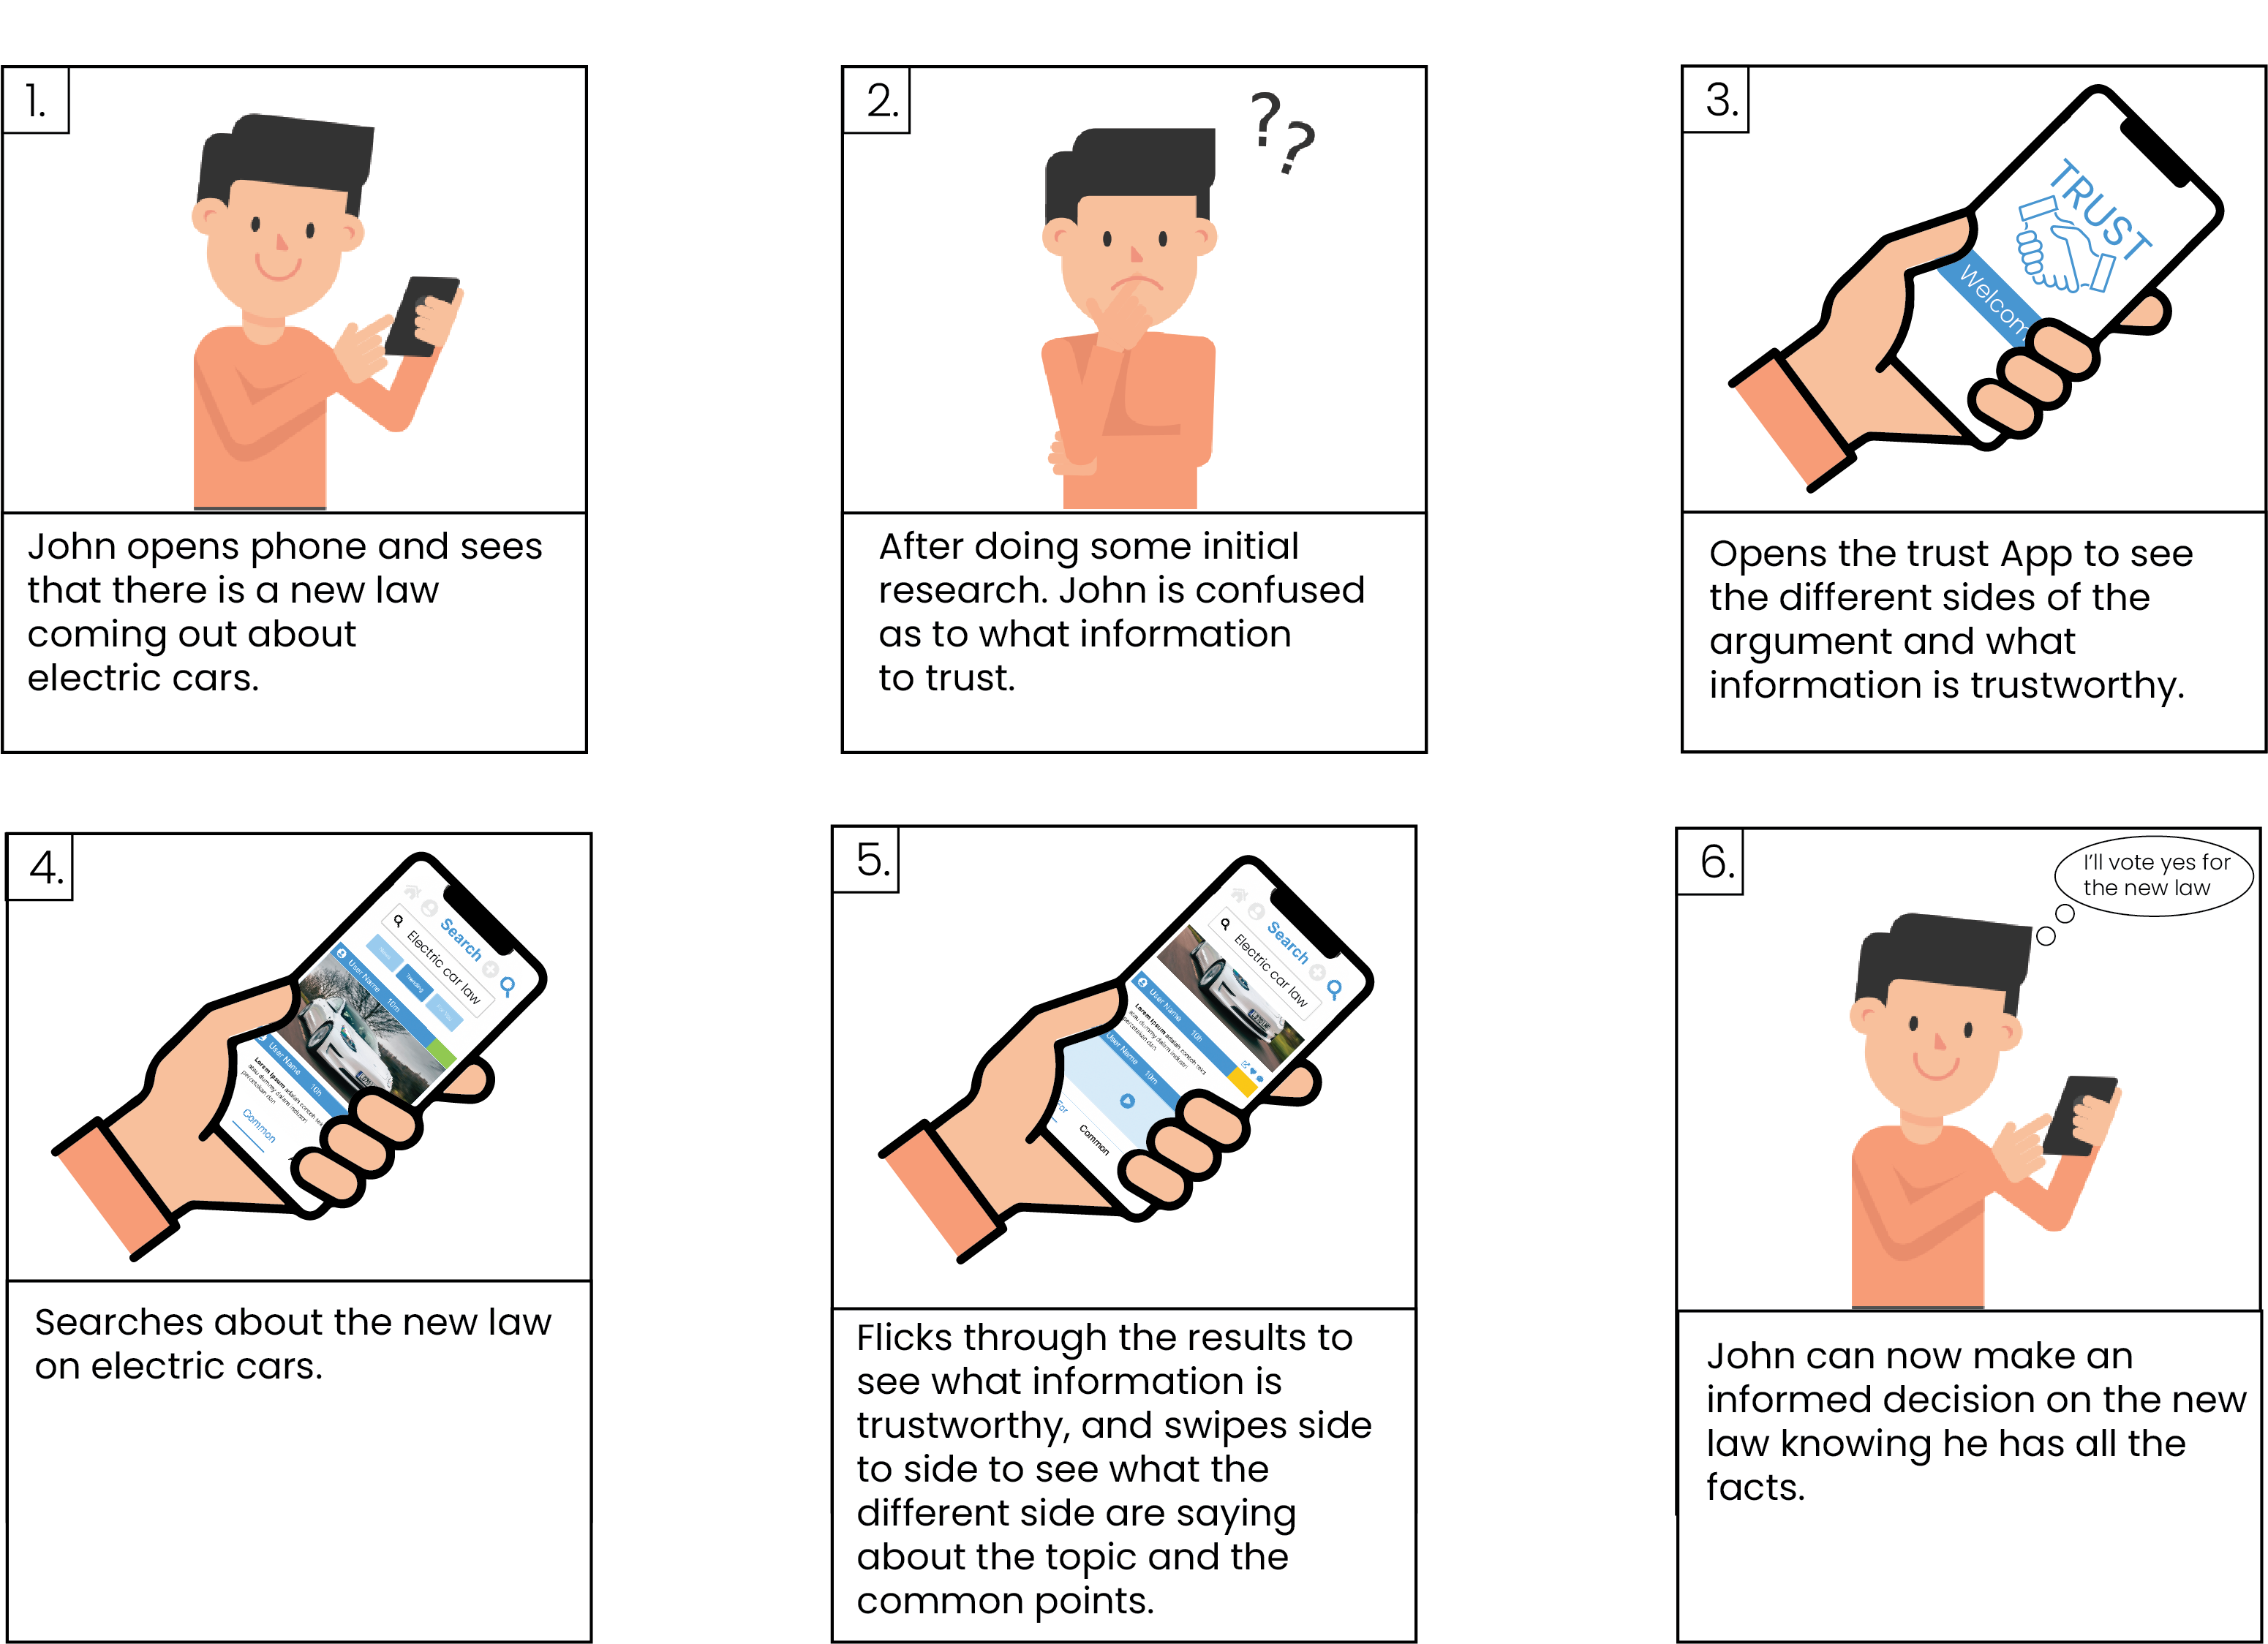 1.
John opens phone and sees
that there is a new law
coming out about
electric cars.
2.
? ?
After doing some initial
research. John is confused
as to what information
to trust.
3.
TRUST
Welcom
Opens the trust App to see
the different sides of the
argument and what
information is trustworthy.
4.
Search
Electric car law
Trending
User Name 10m
User Name 10h
Common
Searches about the new law
on electric cars.
5.
Search
Electric car law
User Name 10h
User Name 10m
For
Common
Flicks through the results to
see what information is
trustworthy, and swipes side
to side to see what the
different side are saying
about the topic and the
common points.
6.
I'll vote yes for
the new law
John can now make an
informed decision on the new
law knowing he has all the
facts.